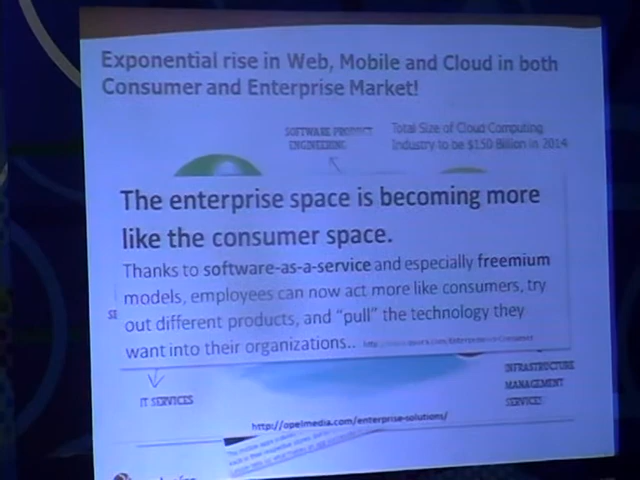 Exponential rise in Web, Mobile and Cloud in both
Consumer and Enterprise Market!
SOFTWARE PRODUCT
ENGINEERING
Total Size of Cloud Computing
Industry to be $150 Billion in 2014
The enterprise space is becoming more
like the consumer space.
Thanks to software-as-a-service and especially freemium
models, employees can now act more like consumers, try
SE
out different products, and "pull" the technology they
want into their organizations..
INFRASTRUCTURE
MANAGEMENT
SERVICES
IT SERVICES
http://opelmedia.com/enterprise-solutions/